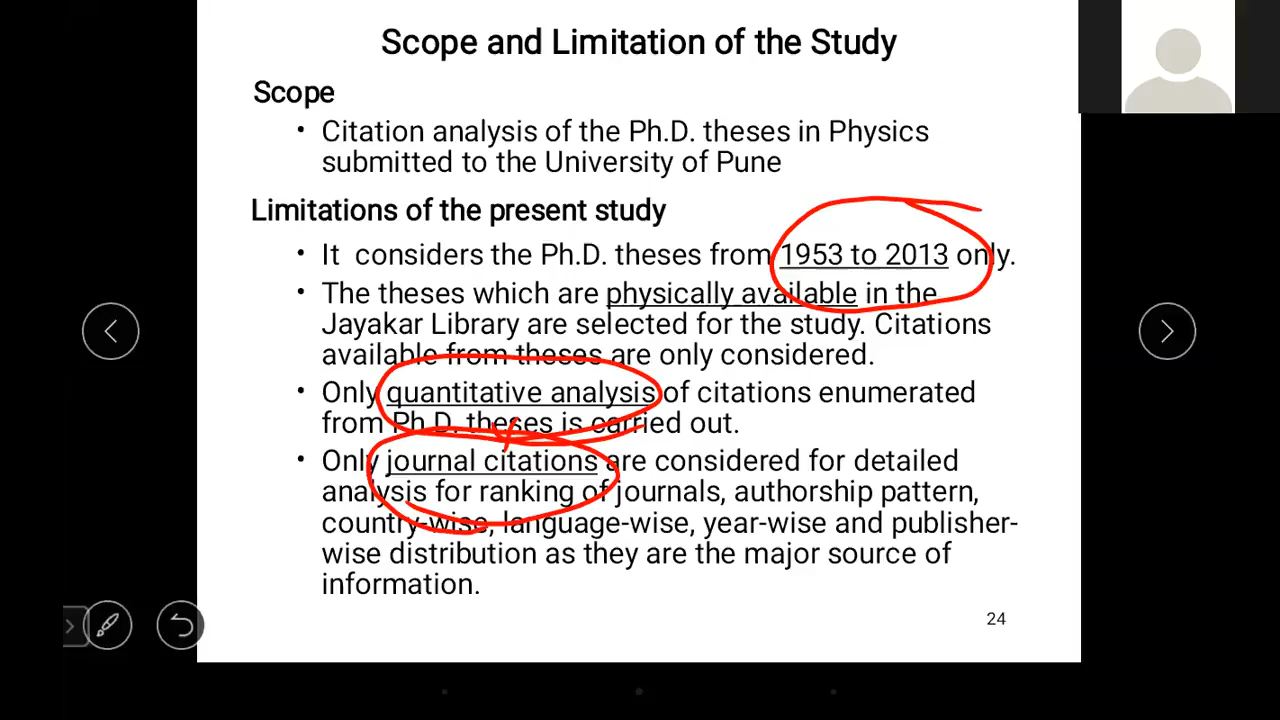 Scope and Limitation of the Study
Scope
• Citation analysis of the Ph.D. theses in Physics
submitted to the University of Pune
Limitations of the present study
• It considers the Ph.D. theses from 1953 to 2013 only.
• The theses which are physically available in the
Jayakar Library are selected for the study. Citations
available from theses are only considered.
• Only quantitative analysis of citations enumerated
from Ph.D. theses is carried out.
• Only journal citations are considered for detailed
analysis for ranking of journals, authorship pattern,
country-wise, language-wise, year-wise and publisher-
wise distribution as they are the major source of
information.
24